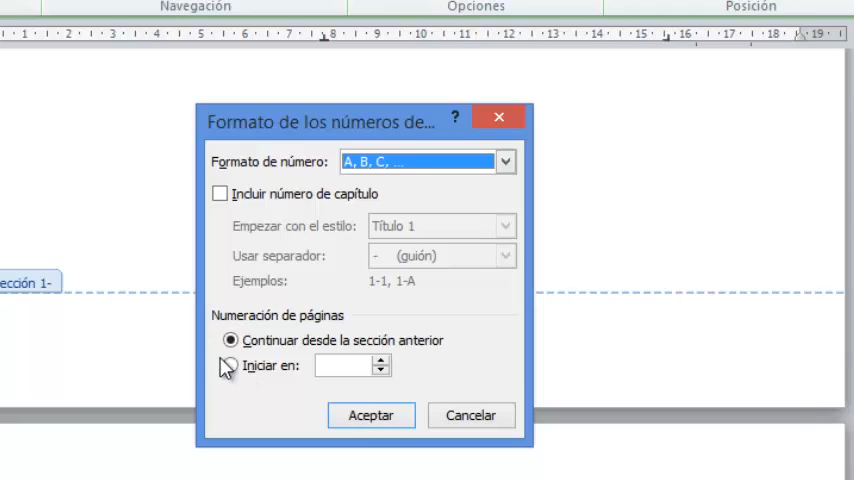 Navegación Opciones Posición
1 2 3 4 5 6 7 8 9 10 11 12 13 14 15 16 17 18 19
Formato de los números de... ?
Formato de número: A, B, C, ...
Incluir número de capítulo
Empezar con el estilo: Título 1
Usar separador: - (guión)
Ejemplos: 1-1, 1-A
ección 1-
Numeración de páginas
Continuar desde la sección anterior
Iniciar en:
Aceptar Cancelar